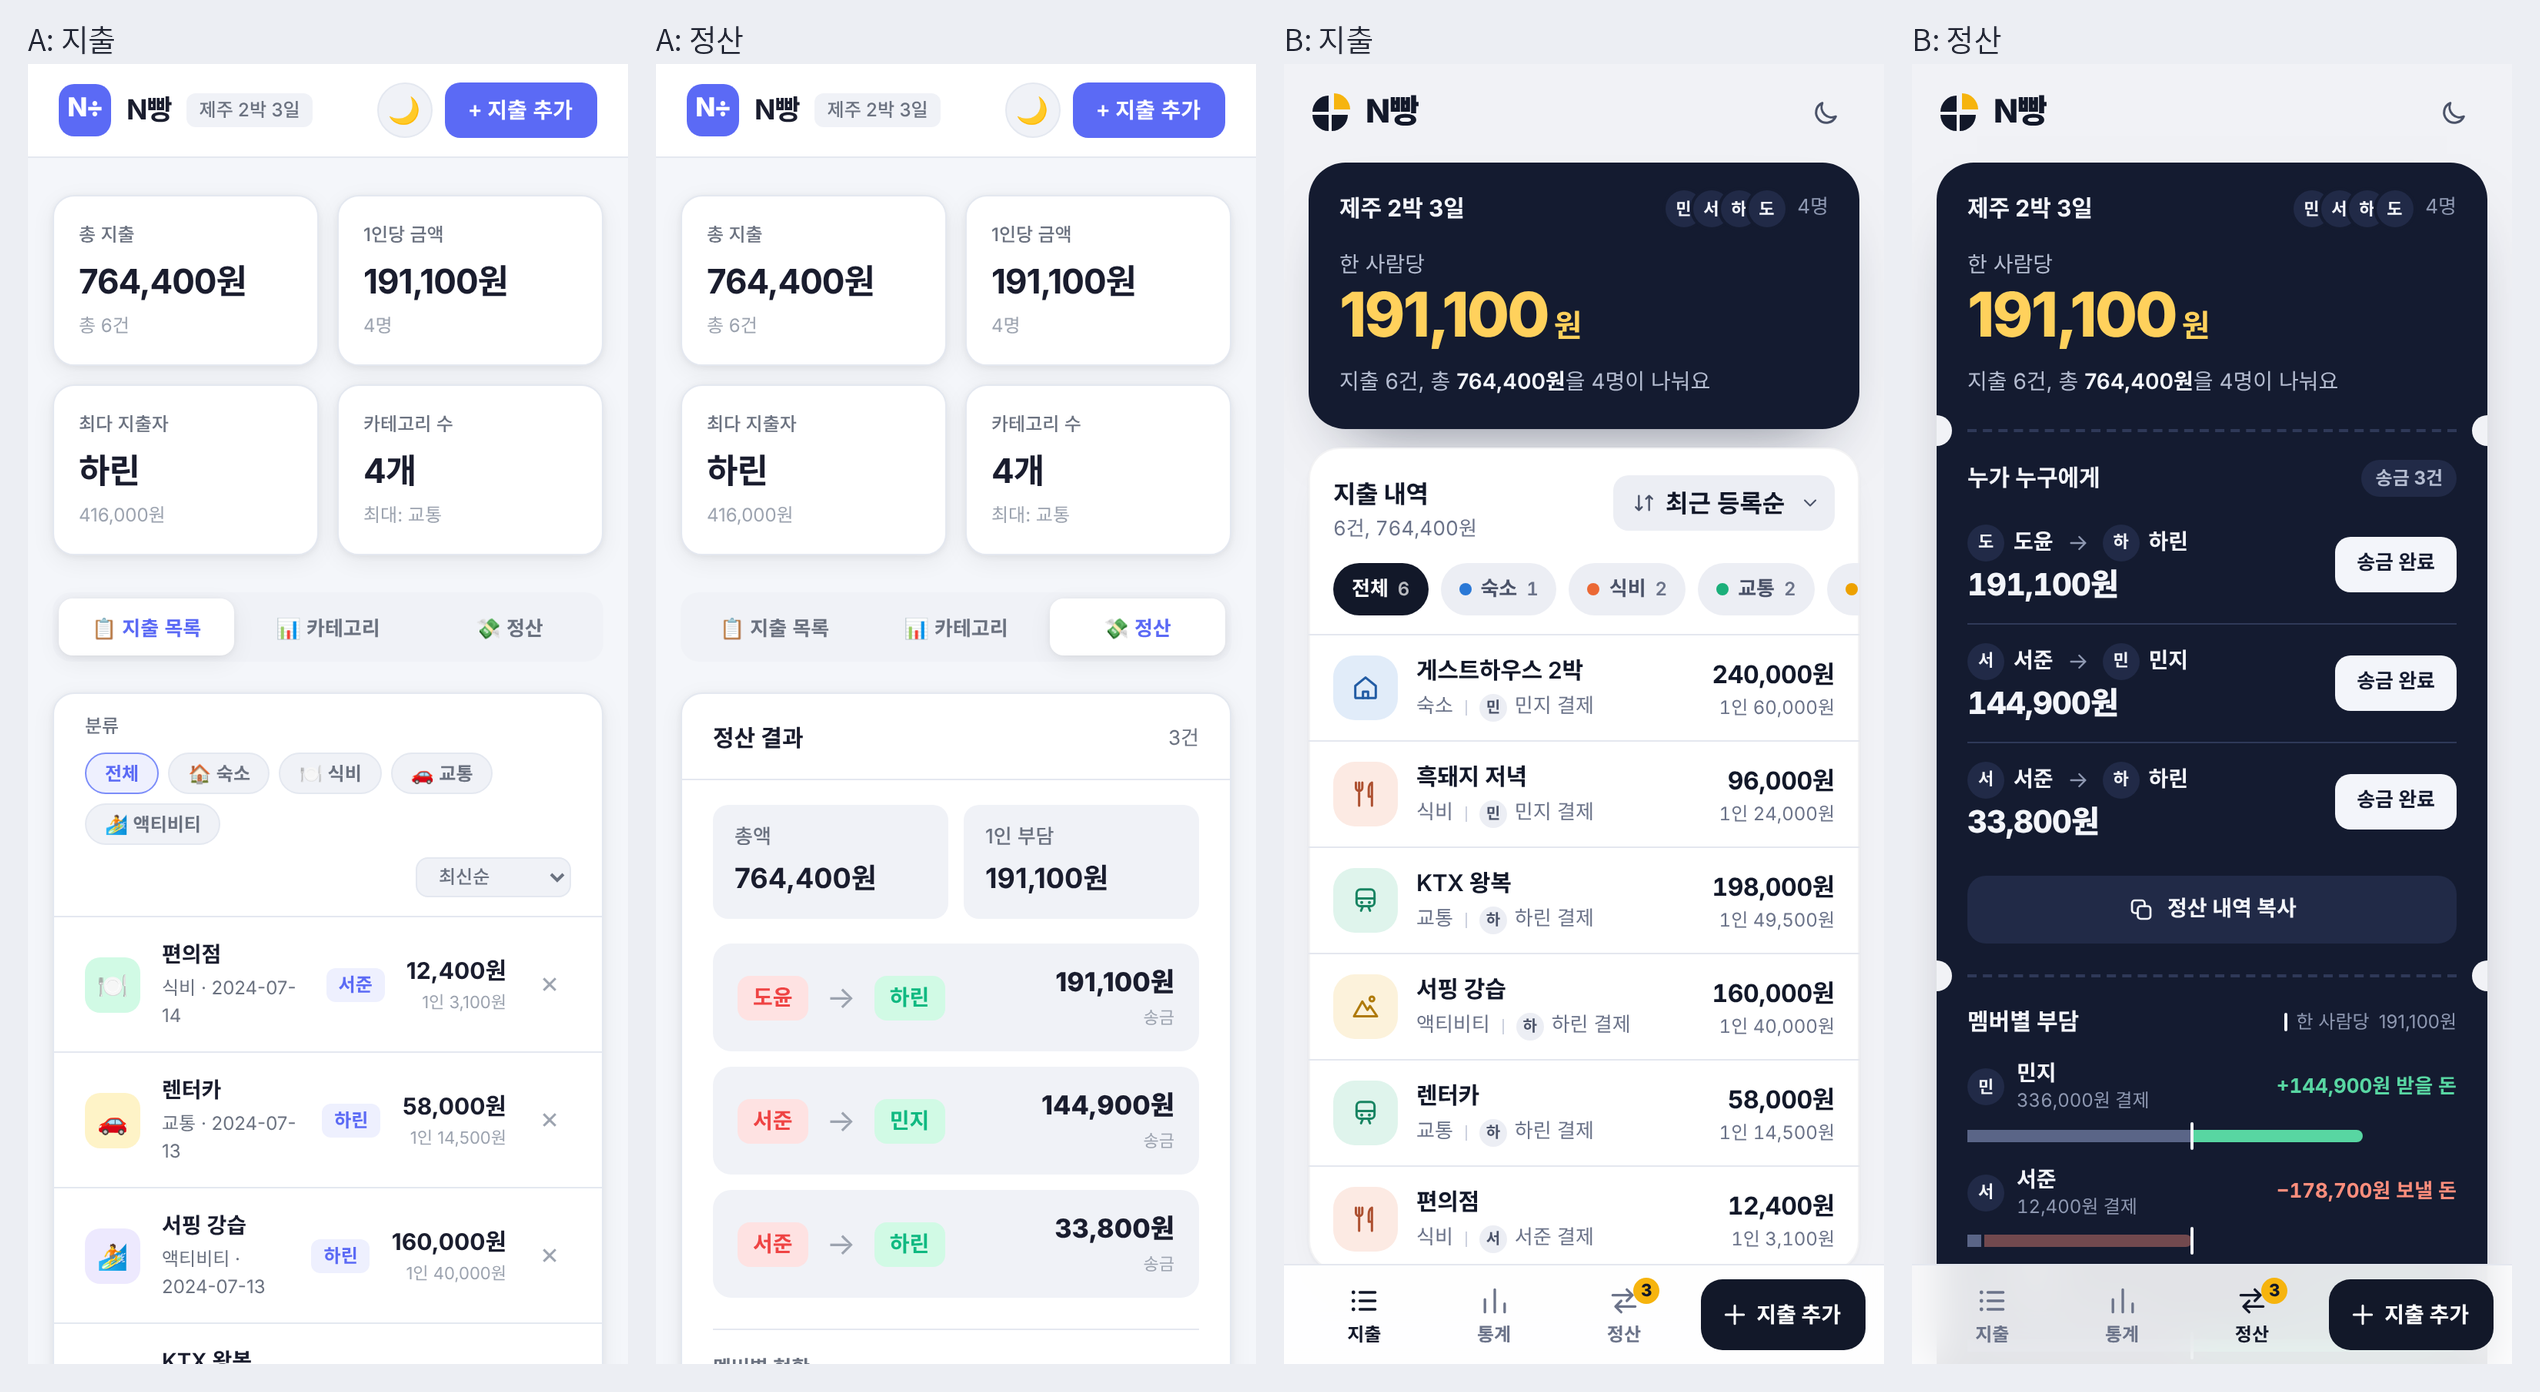 A: 지출
N÷ N빵 제주 2박 3일 + 지출 추가
총 지출
764,400원
총 6건
1인당 금액
191,100원
4명
최다 지출자
하린
416,000원
카테고리 수
4개
최대: 교통
지출 목록 카테고리 정산
분류
전체 숙소 식비 교통
액티비티
최신순
편의점
식비 · 2024-07-
14
서준
12,400원
1인 3,100원
×
렌터카
교통 · 2024-07-
13
하린
58,000원
1인 14,500원
×
서핑 강습
액티비티 ·
2024-07-13
하린
160,000원
1인 40,000원
×
KTX 왕복
A: 정산
N÷ N빵 제주 2박 3일 + 지출 추가
총 지출
764,400원
총 6건
1인당 금액
191,100원
4명
최다 지출자
하린
416,000원
카테고리 수
4개
최대: 교통
지출 목록 카테고리 정산
정산 결과 3건
총액
764,400원
1인 부담
191,100원
도윤 → 하린 191,100원
송금
서준 → 민지 144,900원
송금
서준 → 하린 33,800원
송금
멤버별 현황
B: 지출
N빵
제주 2박 3일 민 서 하 도 4명
한 사람당
191,100원
지출 6건, 총 764,400원을 4명이 나눠요
지출 내역
6건, 764,400원
최근 등록순
전체 6 숙소 1 식비 2 교통 2
게스트하우스 2박 240,000원
숙소 | 민 민지 결제 1인 60,000원
흑돼지 저녁 96,000원
식비 | 민 민지 결제 1인 24,000원
KTX 왕복 198,000원
교통 | 하 하린 결제 1인 49,500원
서핑 강습 160,000원
액티비티 | 하 하린 결제 1인 40,000원
렌터카 58,000원
교통 | 하 하린 결제 1인 14,500원
편의점 12,400원
식비 | 서 서준 결제 1인 3,100원
지출 통계 정산 3 + 지출 추가
B: 정산
N빵
제주 2박 3일 민 서 하 도 4명
한 사람당
191,100원
지출 6건, 총 764,400원을 4명이 나눠요
누가 누구에게 송금 3건
도 도윤 → 하 하린
191,100원
송금 완료
서 서준 → 민 민지
144,900원
송금 완료
서 서준 → 하 하린
33,800원
송금 완료
정산 내역 복사
멤버별 부담 한 사람당 191,100원
민 민지
336,000원 결제
+144,900원 받을 돈
서 서준
12,400원 결제
−178,700원 보낼 돈
지출 통계 정산 3 + 지출 추가